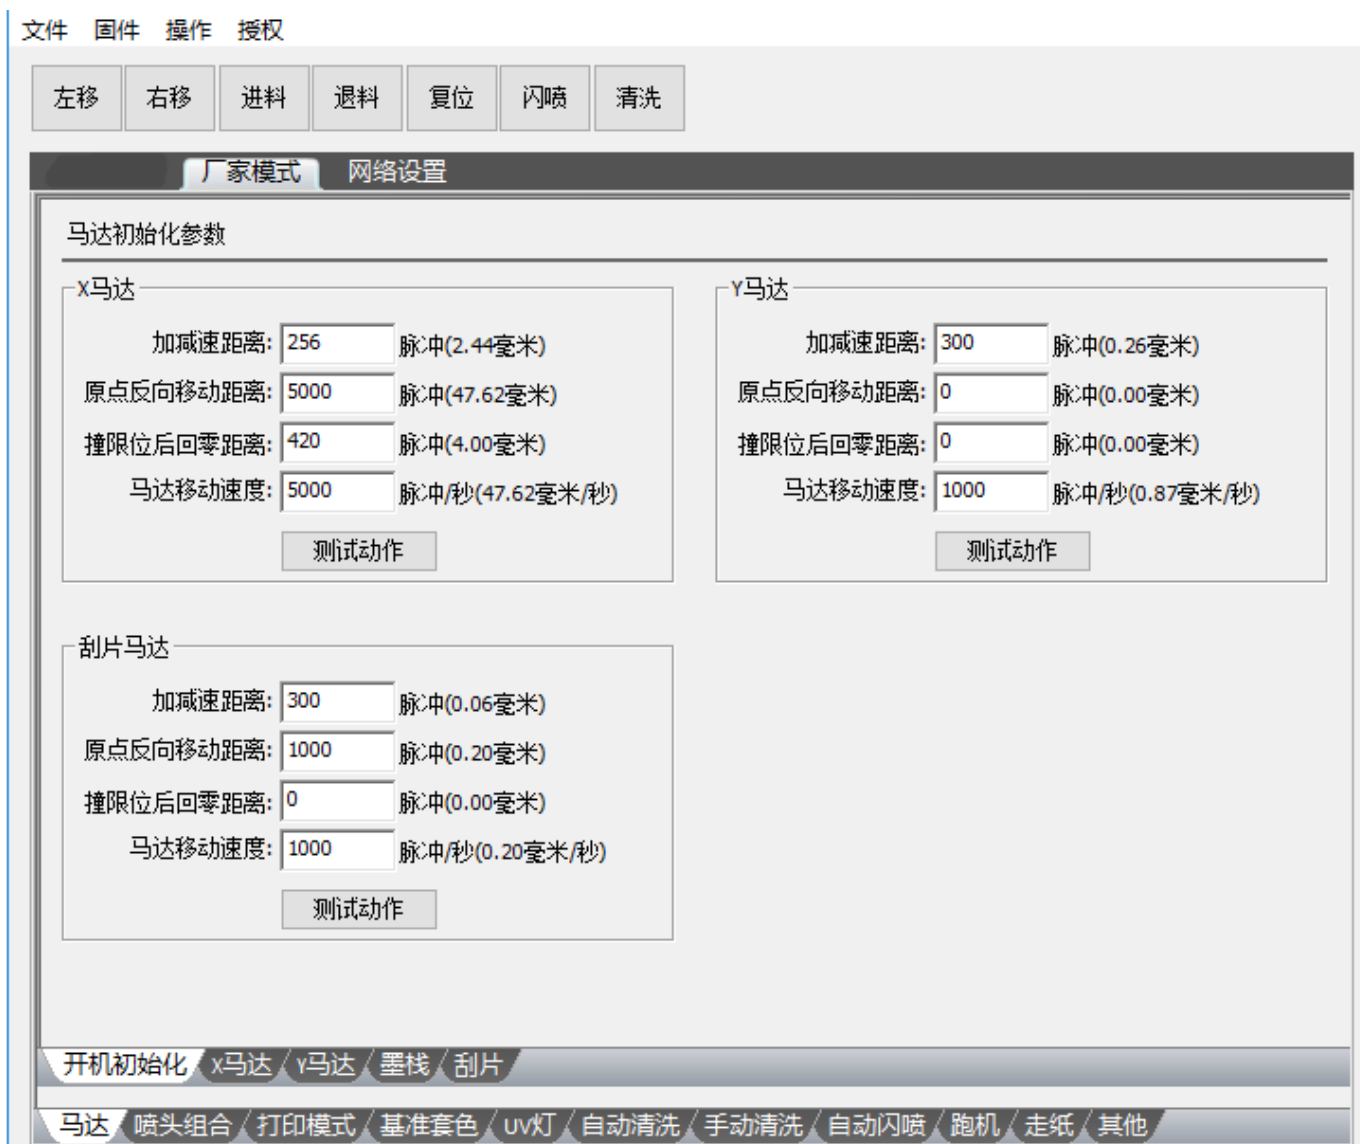 文件 固件 操作 授权
左移 右移 进料 退料 复位 闪喷 清洗
厂家模式 网络设置
马达初始化参数
X马达
加减速距离: 256 脉冲(2.44毫米)
原点反向移动距离: 5000 脉冲(47.62毫米)
撞限位后回零距离: 420 脉冲(4.00毫米)
马达移动速度: 5000 脉冲/秒(47.62毫米/秒)
测试动作
Y马达
加减速距离: 300 脉冲(0.26毫米)
原点反向移动距离: 0 脉冲(0.00毫米)
撞限位后回零距离: 0 脉冲(0.00毫米)
马达移动速度: 1000 脉冲/秒(0.87毫米/秒)
测试动作
刮片马达
加减速距离: 300 脉冲(0.06毫米)
原点反向移动距离: 1000 脉冲(0.20毫米)
撞限位后回零距离: 0 脉冲(0.00毫米)
马达移动速度: 1000 脉冲/秒(0.20毫米/秒)
测试动作
开机初始化 X马达 Y马达 墨栈 刮片
马达 喷头组合 打印模式 基准套色 UV灯 自动清洗 手动清洗 自动闪喷 跑机 走纸 其他